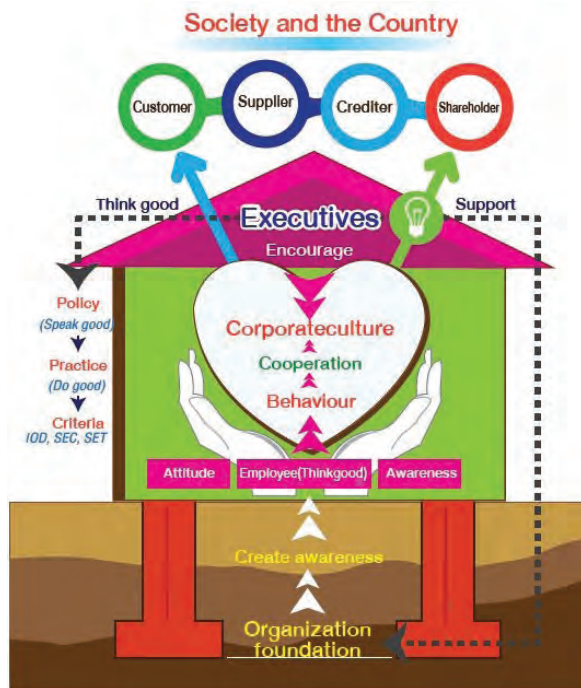 Society and the Country
Customer
Supplier
Crediter
Shareholder
Think good
Support
Executives
Encourage
Policy
(Speak good)
Practice
(Do good)
Criteria
IOD, SEC, SET
Corporateculture
Cooperation
Behaviour
Attitude
Employee(Thinkgood)
Awareness
Create awareness
Organization
foundation